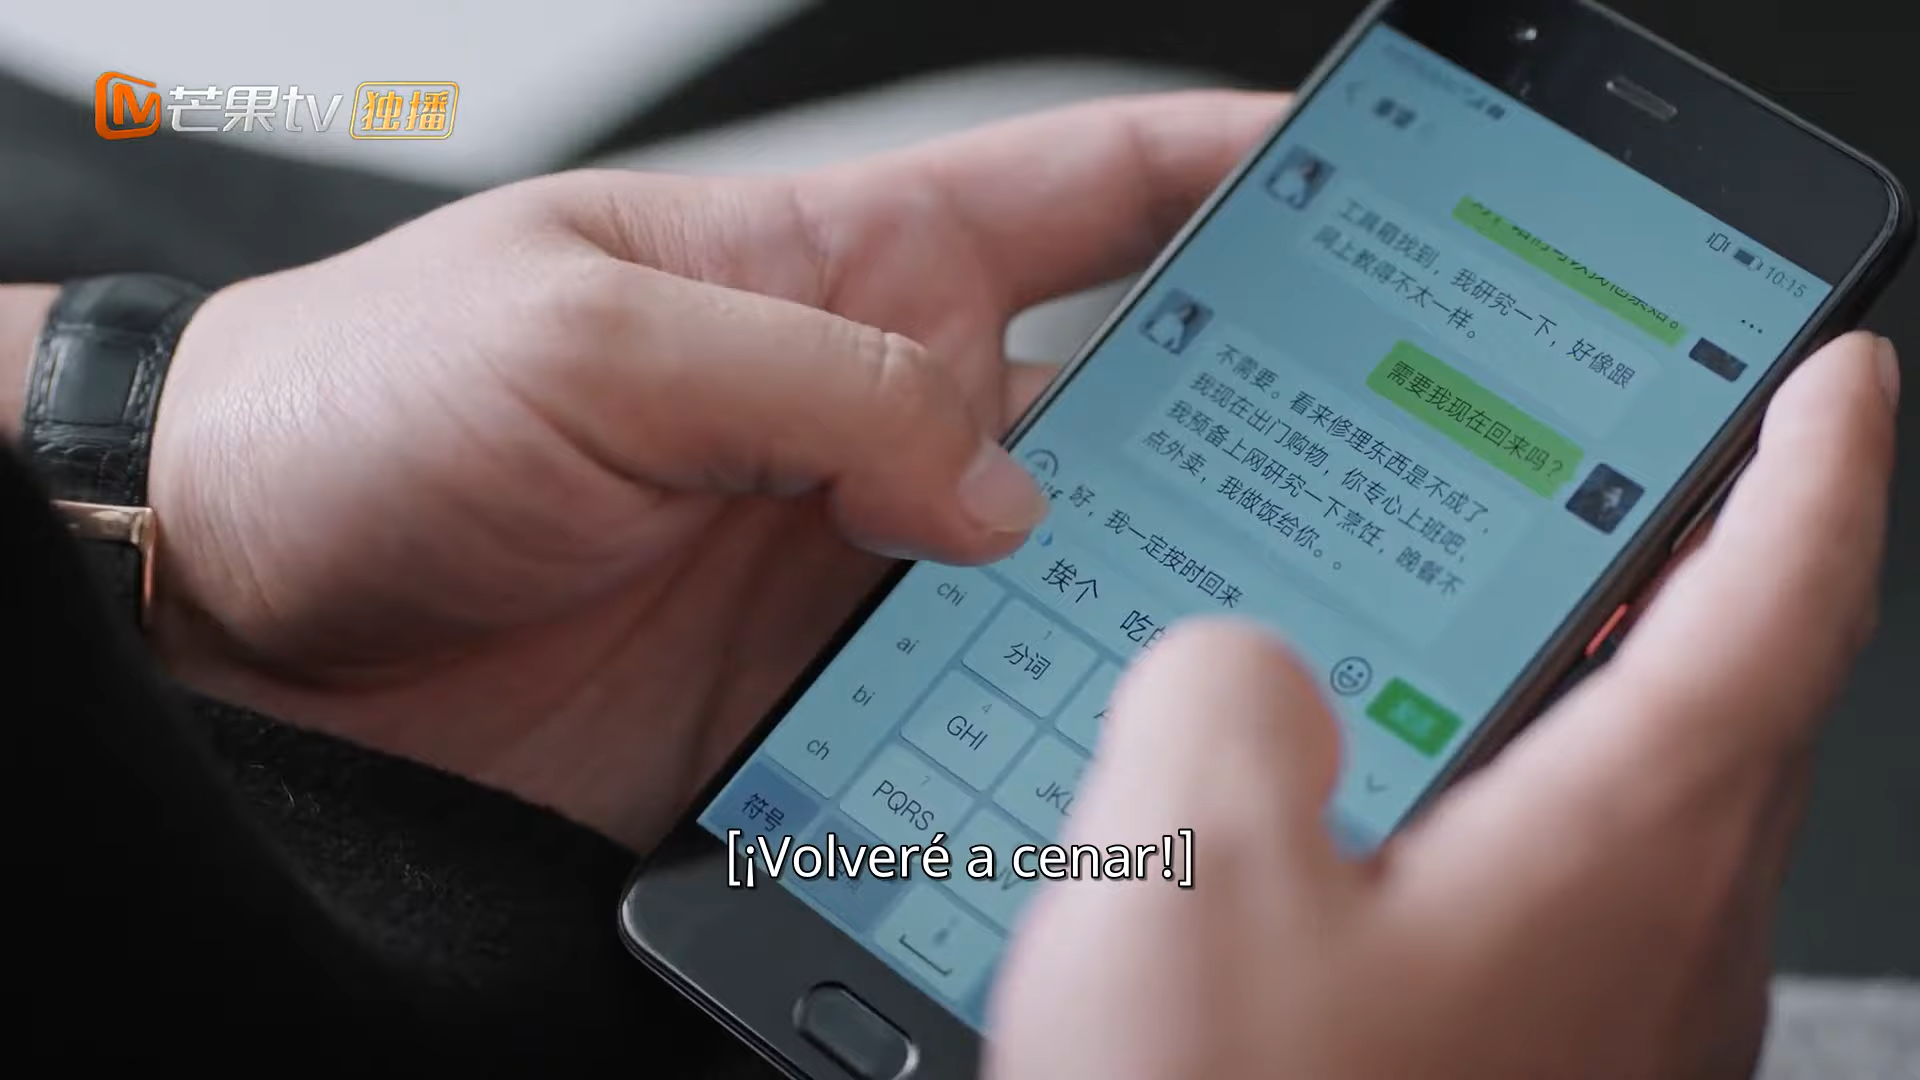 芒果tv 独播
10:15
工具箱找到，我研究一下，好像跟
网上教得不太一样。
需要我现在回来吗？
不需要。看来修理东西是不成了，
我现在出门购物，你专心上班吧，
我预备上网研究一下烹饪，晚餐不
点外卖，我做饭给你。。
好，我一定按时回来
挨个
chi
ai
bi
ch
符号
1
分词
4
GHI
7
PQRS
[¡Volveré a cenar!]